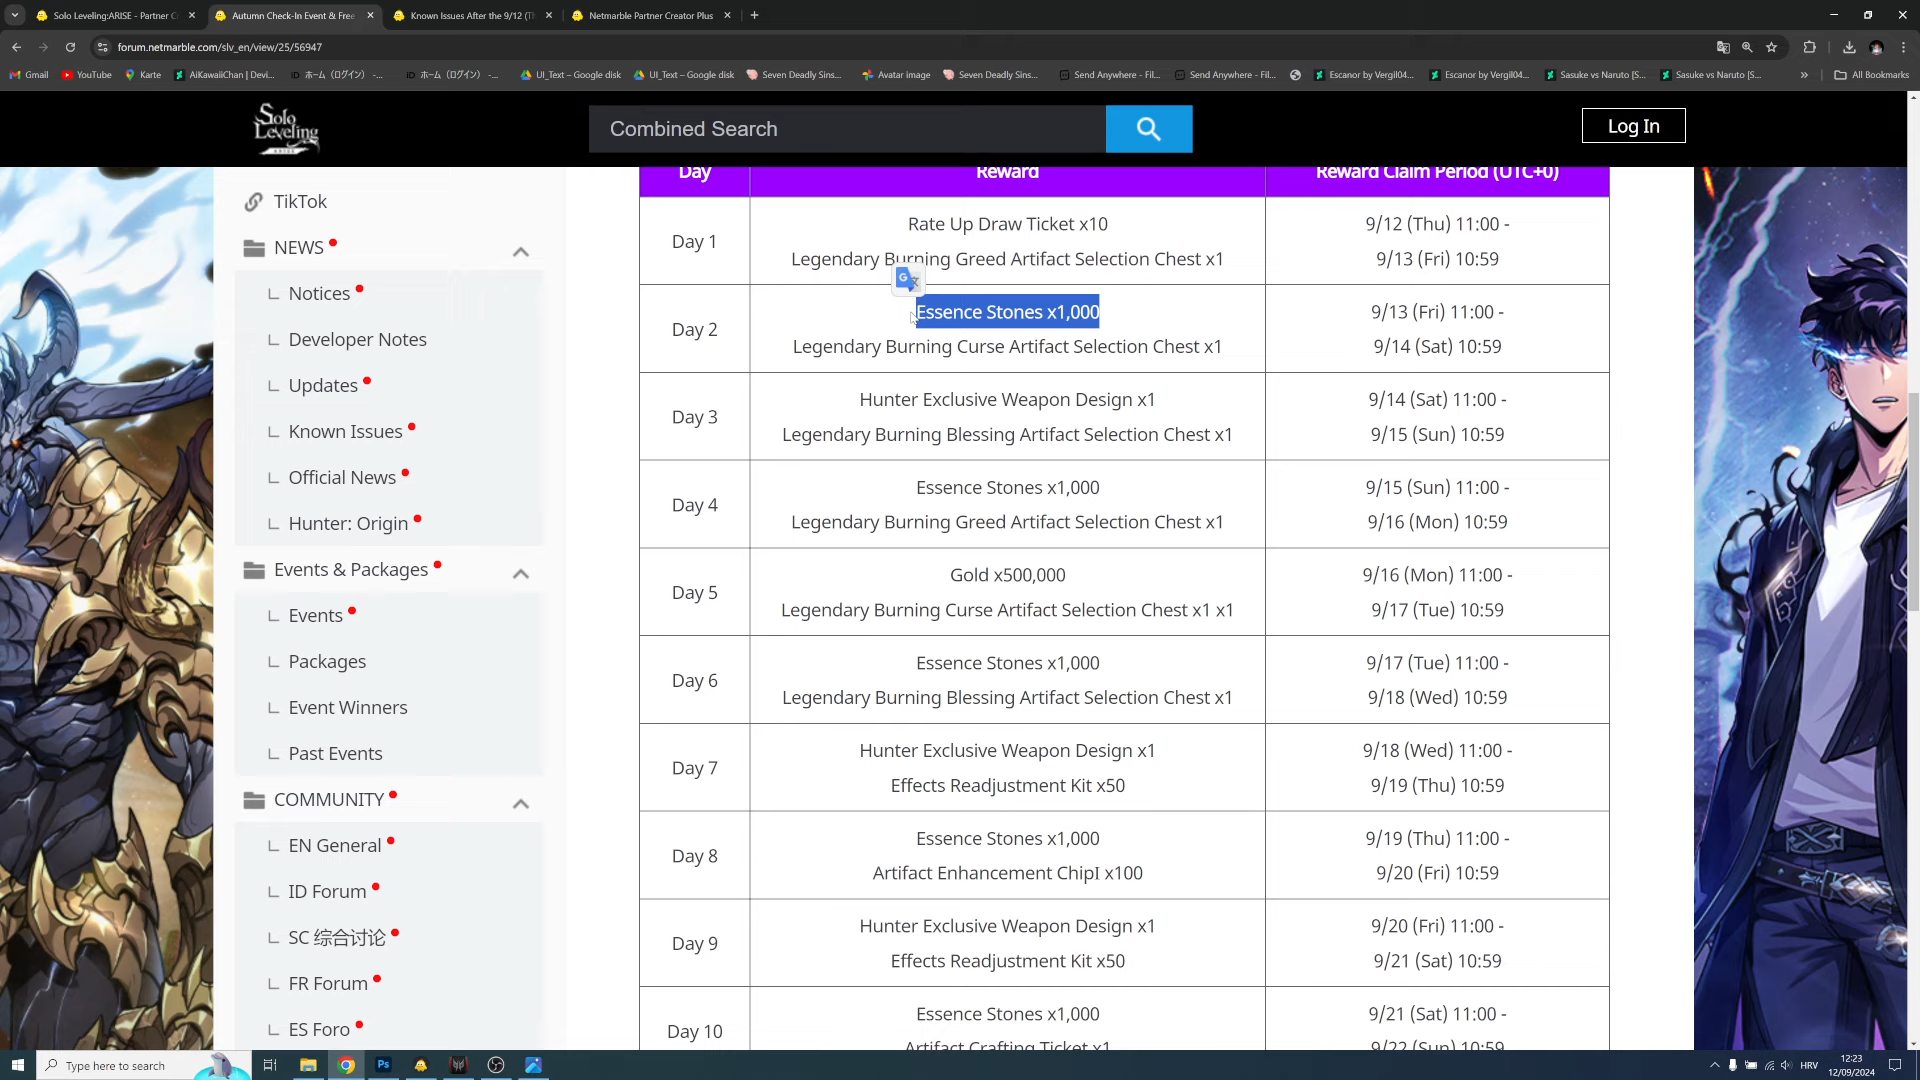 Solo Leveling:ARISE - Partner C
Autumn Check-In Event & Free
Known Issues After the 9/12 (Th
Netmarble Partner Creator Plus
forum.netmarble.com/slv_en/view/25/56947
Gmail
YouTube
Karte
AiKawaiiChan | Devi...
ホーム（ログイン） -...
ホーム（ログイン） -...
UI_Text – Google disk
UI_Text – Google disk
Seven Deadly Sins...
Avatar image
Seven Deadly Sins...
Send Anywhere - Fil...
Send Anywhere - Fil...
Escanor by Vergil04...
Escanor by Vergil04...
Sasuke vs Naruto [S...
Sasuke vs Naruto [S...
All Bookmarks
Solo
Leveling
ARISE
Combined Search
Log In
TikTok
NEWS
Notices
Developer Notes
Updates
Known Issues
Official News
Hunter: Origin
Events & Packages
Events
Packages
Event Winners
Past Events
COMMUNITY
EN General
ID Forum
SC 综合讨论
FR Forum
ES Foro
Day Reward Reward Claim Period (UTC+0)
Day 1
Rate Up Draw Ticket x10
Legendary Burning Greed Artifact Selection Chest x1
9/12 (Thu) 11:00 -
9/13 (Fri) 10:59
Day 2
Essence Stones x1,000
Legendary Burning Curse Artifact Selection Chest x1
9/13 (Fri) 11:00 -
9/14 (Sat) 10:59
Day 3
Hunter Exclusive Weapon Design x1
Legendary Burning Blessing Artifact Selection Chest x1
9/14 (Sat) 11:00 -
9/15 (Sun) 10:59
Day 4
Essence Stones x1,000
Legendary Burning Greed Artifact Selection Chest x1
9/15 (Sun) 11:00 -
9/16 (Mon) 10:59
Day 5
Gold x500,000
Legendary Burning Curse Artifact Selection Chest x1 x1
9/16 (Mon) 11:00 -
9/17 (Tue) 10:59
Day 6
Essence Stones x1,000
Legendary Burning Blessing Artifact Selection Chest x1
9/17 (Tue) 11:00 -
9/18 (Wed) 10:59
Day 7
Hunter Exclusive Weapon Design x1
Effects Readjustment Kit x50
9/18 (Wed) 11:00 -
9/19 (Thu) 10:59
Day 8
Essence Stones x1,000
Artifact Enhancement ChipI x100
9/19 (Thu) 11:00 -
9/20 (Fri) 10:59
Day 9
Hunter Exclusive Weapon Design x1
Effects Readjustment Kit x50
9/20 (Fri) 11:00 -
9/21 (Sat) 10:59
Day 10
Essence Stones x1,000
Artifact Crafting Ticket x1
9/21 (Sat) 11:00 -
9/22 (Sun) 10:59
Type here to search
Ps
HRV
12:23
12/09/2024